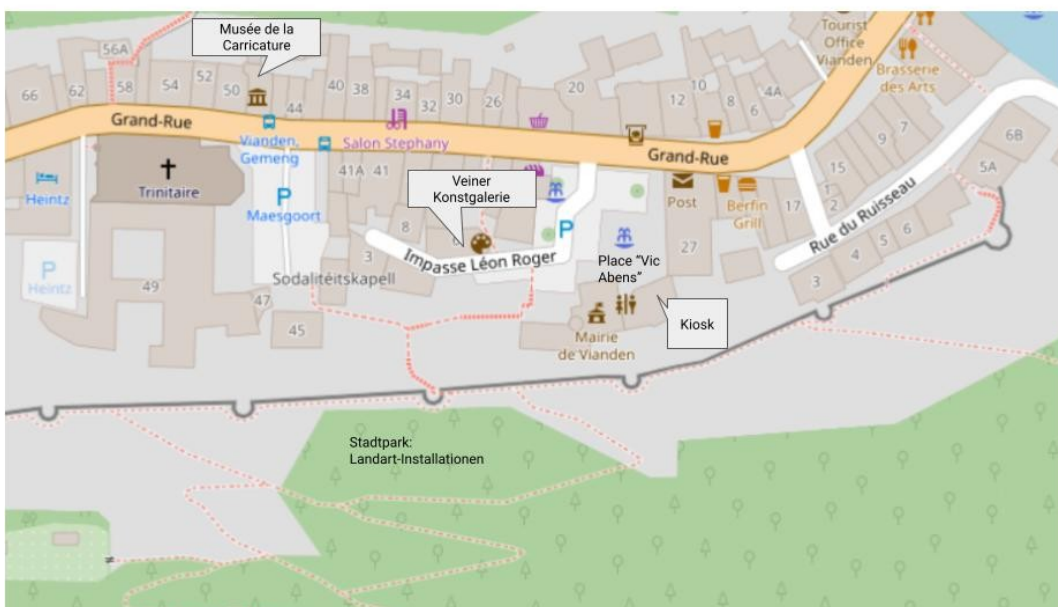 Musée de la
Carricature
Tourist
Office
Vianden
Brasserie
des Arts
56A
66
62
58
54
52
50
44
40
38
34
32
30
26
20
12
10
8
6
4A
Grand-Rue
Vianden,
Gemeng
Salon Stephany
Grand-Rue
9
7
6B
5A
15
1
2
17
Trinitaire
Heintz
P
Maesgoort
41A
41
Veiner
Konstgalerie
Post
Berfin
Grill
Rue du Ruisseau
P
8
6
3
Impasse Léon Roger
27
Place "Vic
Abens"
6
5
4
3
P
Heintz
49
Sodalitéitskapell
47
45
Mairie
de Vianden
Kiosk
Stadtpark:
Landart-Installationen